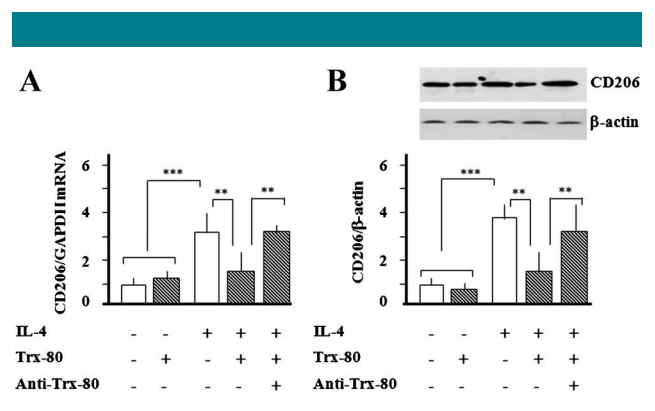 A
B
CD206
β-actin
CD206/GAPDH mRNA
6
4
2
0
***
**
**
CD206/β-actin
6
4
2
0
***
**
**
IL-4 - - + + +
Trx-80 - + - + +
Anti-Trx-80 - - - - +
IL-4 - - + + +
Trx-80 - + - + +
Anti-Trx-80 - - - - +